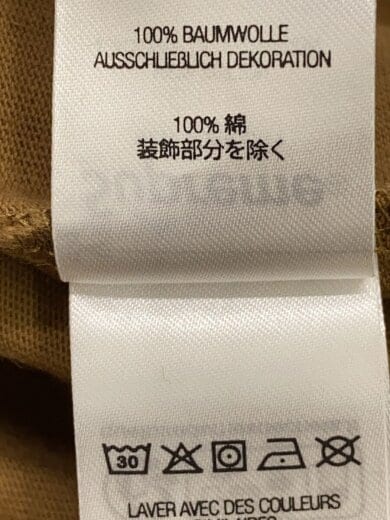 100% BAUMWOLLE
AUSSCHLIEẞLICH DEKORATION
100% 綿
装飾部分を除く
30
LAVER AVEC DES COULEURS